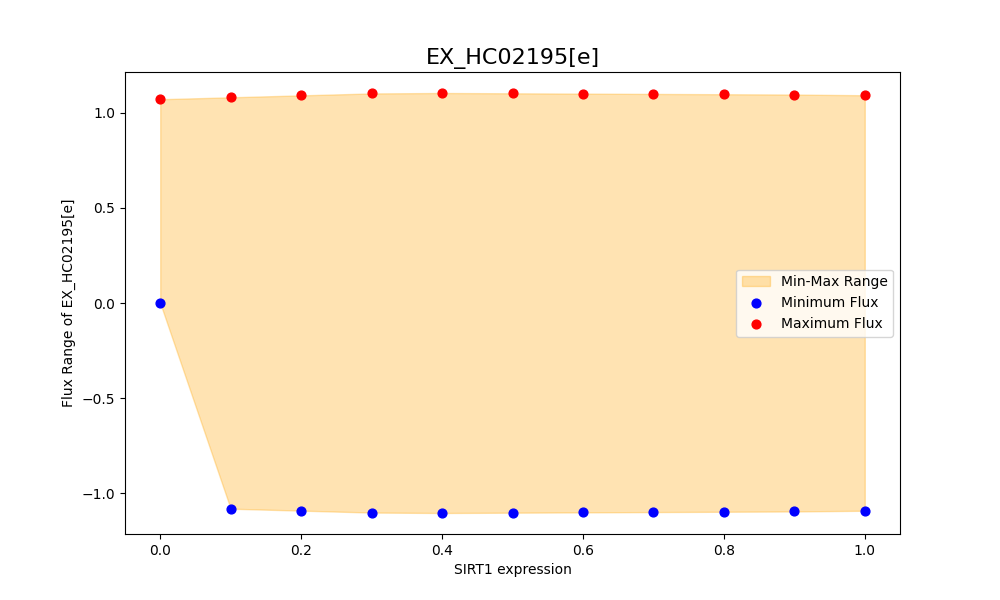 EX_HC02195[e]
Flux Range of EX_HC02195[e]
1.0
0.5
0.0
−0.5
−1.0
Min-Max Range
Minimum Flux
Maximum Flux
0.0 0.2 0.4 0.6 0.8 1.0
SIRT1 expression